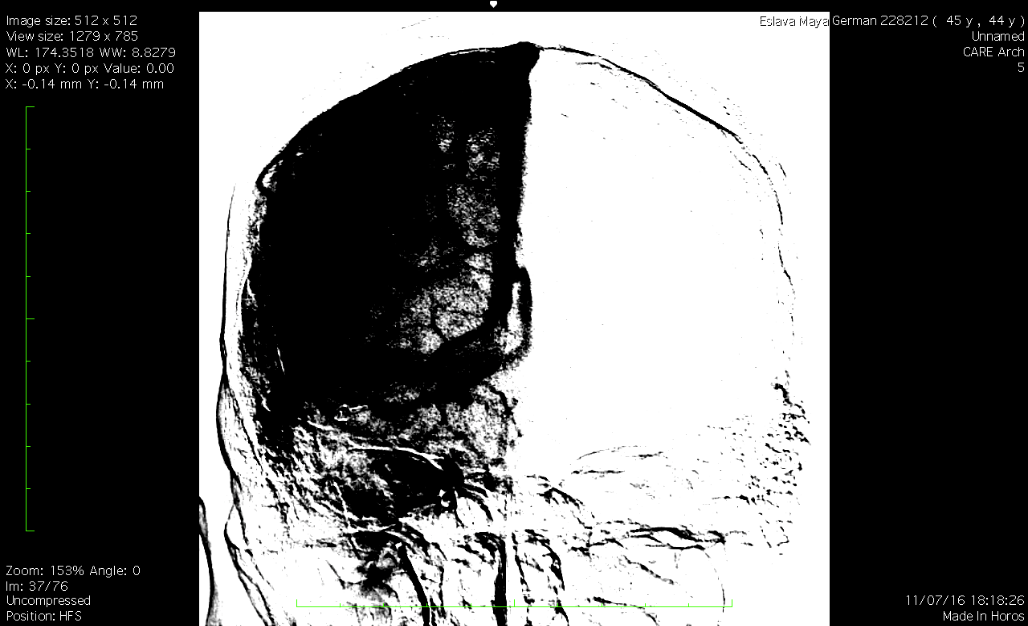 Image size: 512 x 512
View size: 1279 x 785
WL: 174.3518 WW: 8.8279
X: 0 px Y: 0 px Value: 0.00
X: -0.14 mm Y: -0.14 mm
Eslava Maya German 228212 ( 45 y , 44 y )
Unnamed
CARE Arch
5
Zoom: 153% Angle: 0
Im: 37/76
Uncompressed
Position: HFS
11/07/16 18:18:26
Made In Horos